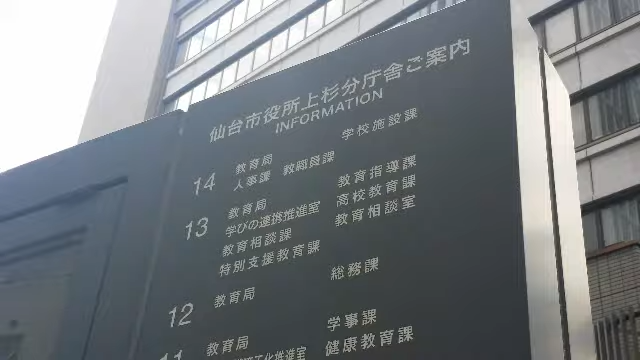 仙台市役所上杉分庁舎ご案内
INFORMATION
14 教育局 学校施設課
人事課 教職員課
13 教育局 教育指導課
学びの連携推進室 高校教育課
教育相談課 教育相談室
特別支援教育課
12 教育局 総務課
11 教育局 学事課
健康教育課